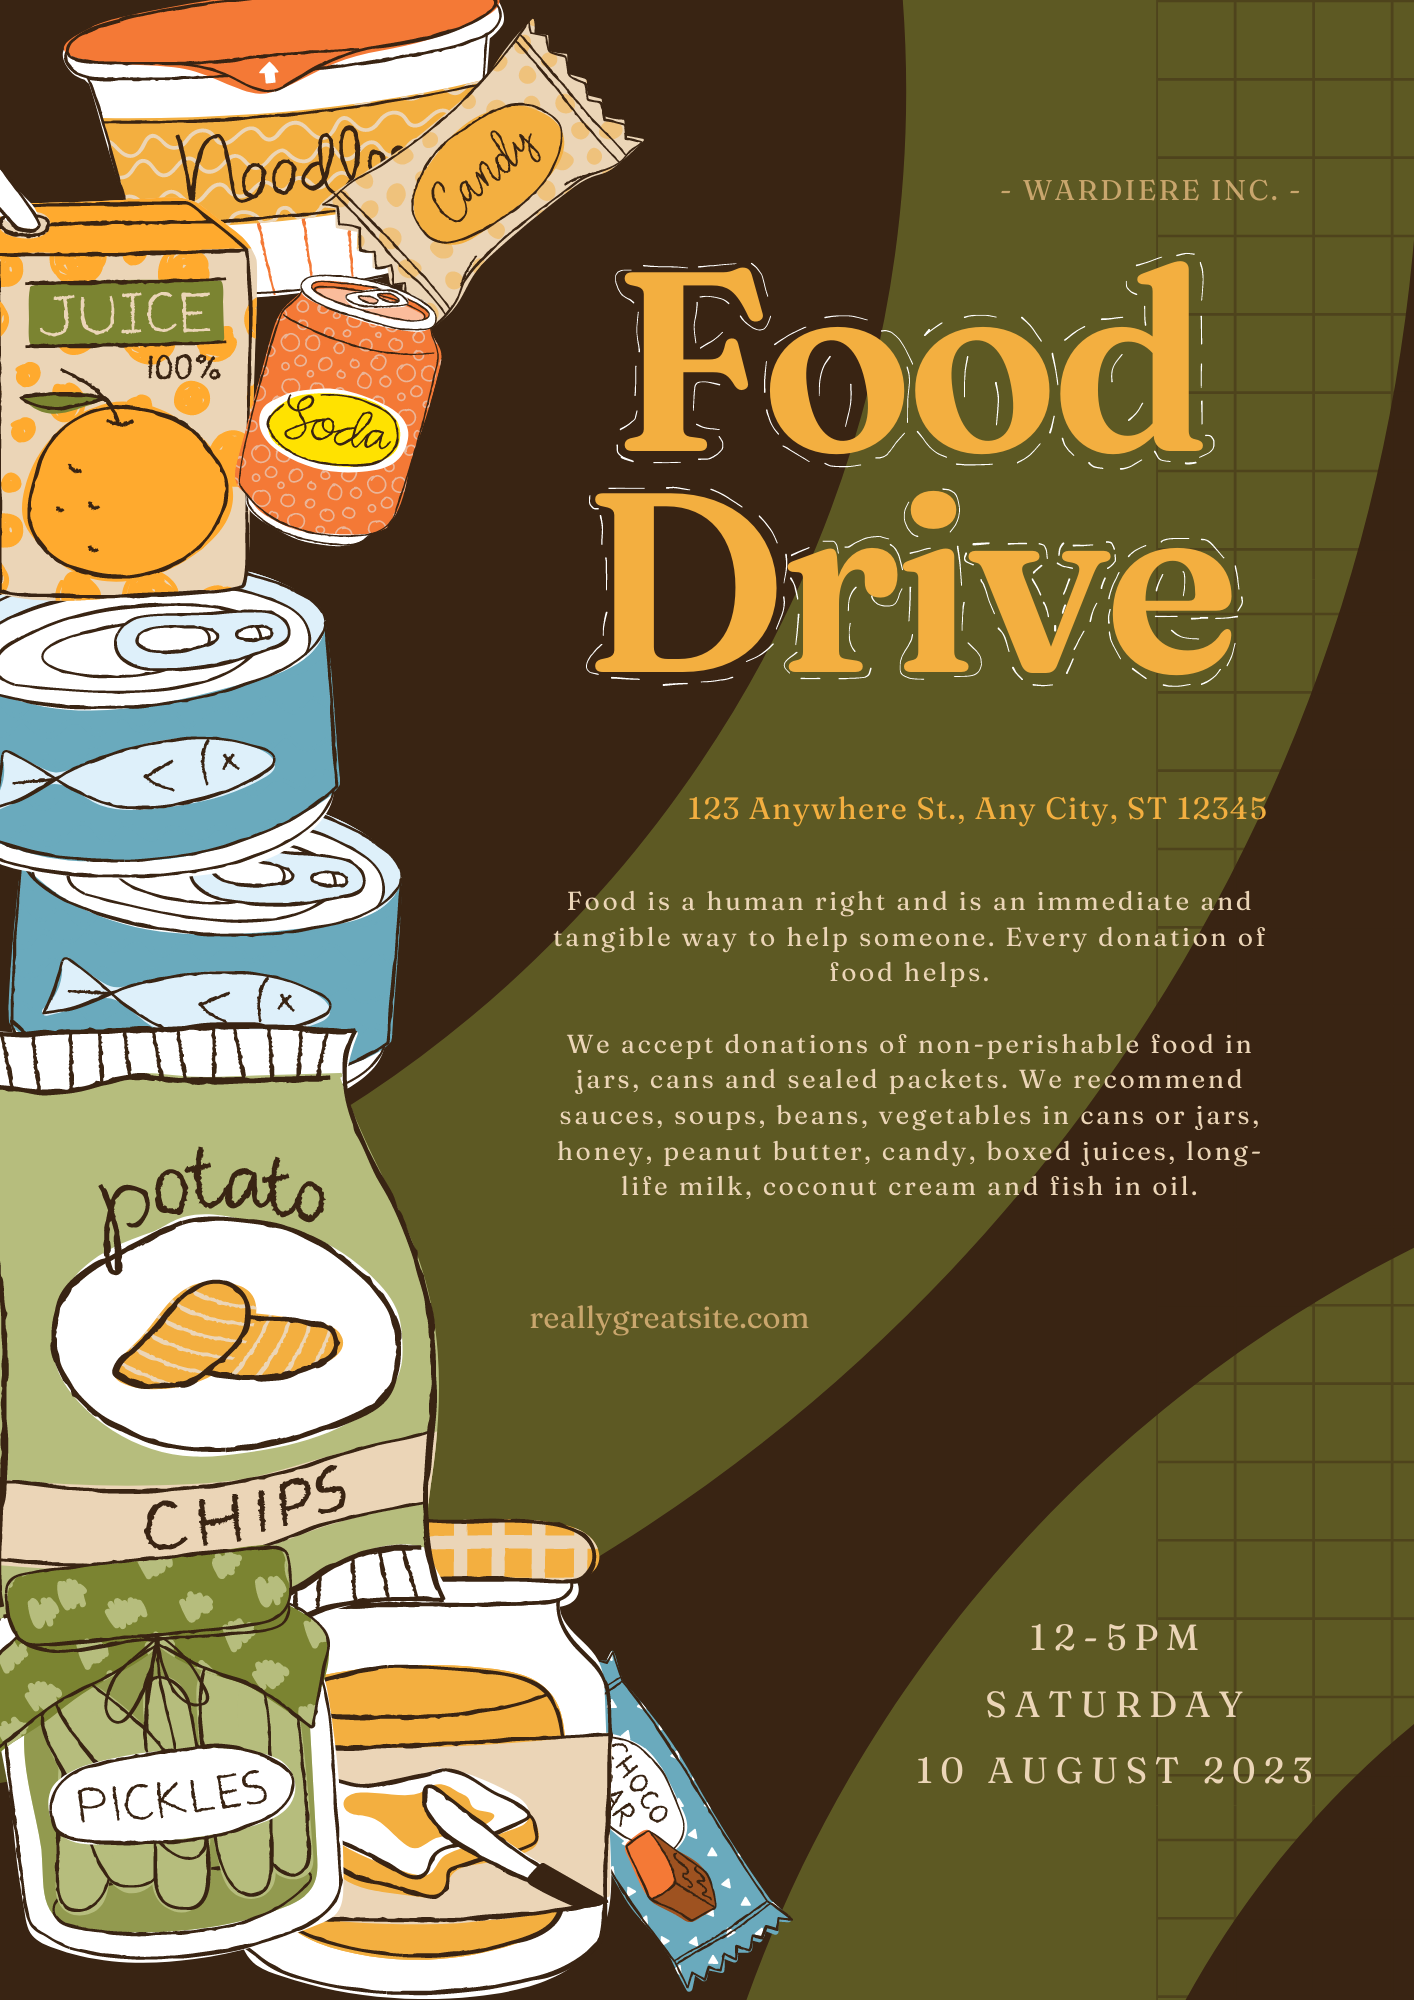 Noodles
Candy
JUICE
100%
Soda
- WARDIERE INC. -
Food
Drive
123 Anywhere St., Any City, ST 12345
Food is a human right and is an immediate and
tangible way to help someone. Every donation of
food helps.
We accept donations of non-perishable food in
jars, cans and sealed packets. We recommend
sauces, soups, beans, vegetables in cans or jars,
honey, peanut butter, candy, boxed juices, long-
life milk, coconut cream and fish in oil.
reallygreatsite.com
potato
CHIPS
PICKLES
CHOCO
12-5PM
SATURDAY
10 AUGUST 2023